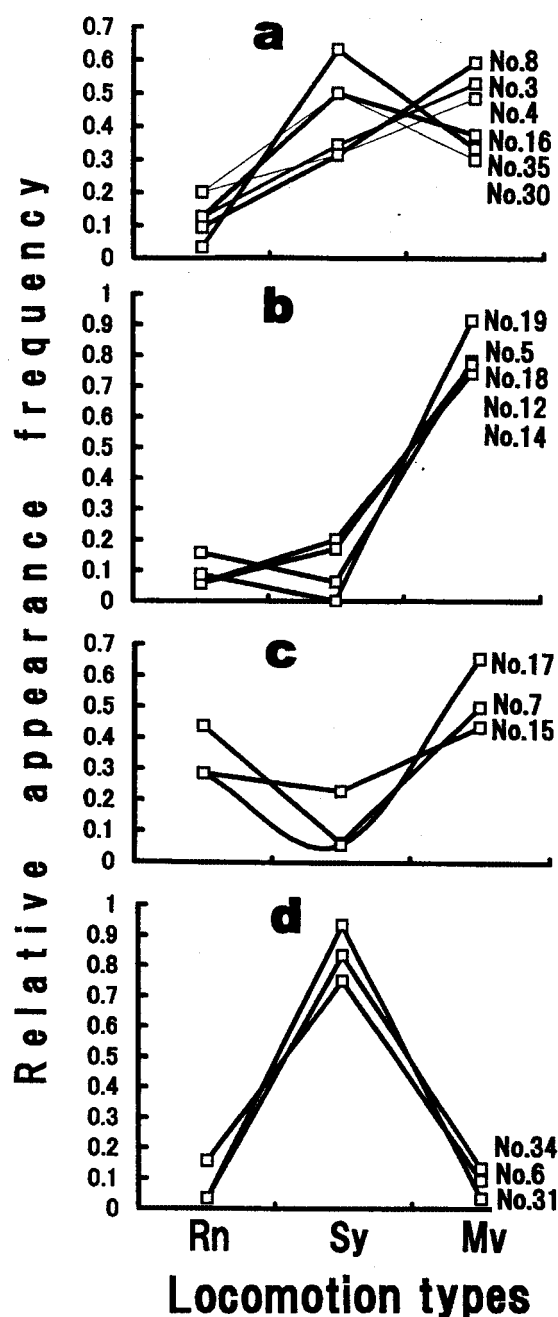 Relative appearance frequency
a
0.7
0.6
0.5
0.4
0.3
0.2
0.1
0
No.8
No.3
No.4
No.16
No.35
No.30
b
1
0.9
0.8
0.7
0.6
0.5
0.4
0.3
0.2
0.1
0
No.19
No.5
No.18
No.12
No.14
c
0.7
0.6
0.5
0.4
0.3
0.2
0.1
0
No.17
No.7
No.15
d
1
0.9
0.8
0.7
0.6
0.5
0.4
0.3
0.2
0.1
0
No.34
No.6
No.31
Rn Sy Mv
Locomotion types